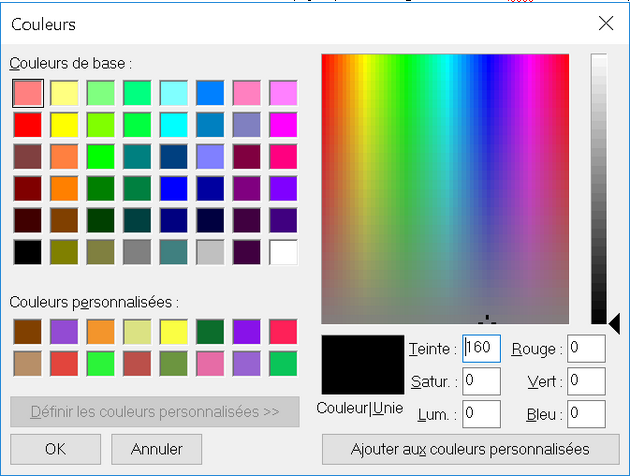 Couleurs
Couleurs de base :
Couleurs personnalisées :
Définir les couleurs personnalisées >>
OK
Annuler
Couleur|Unie
Teinte : 160
Rouge : 0
Satur. : 0
Vert : 0
Lum. : 0
Bleu : 0
Ajouter aux couleurs personnalisées